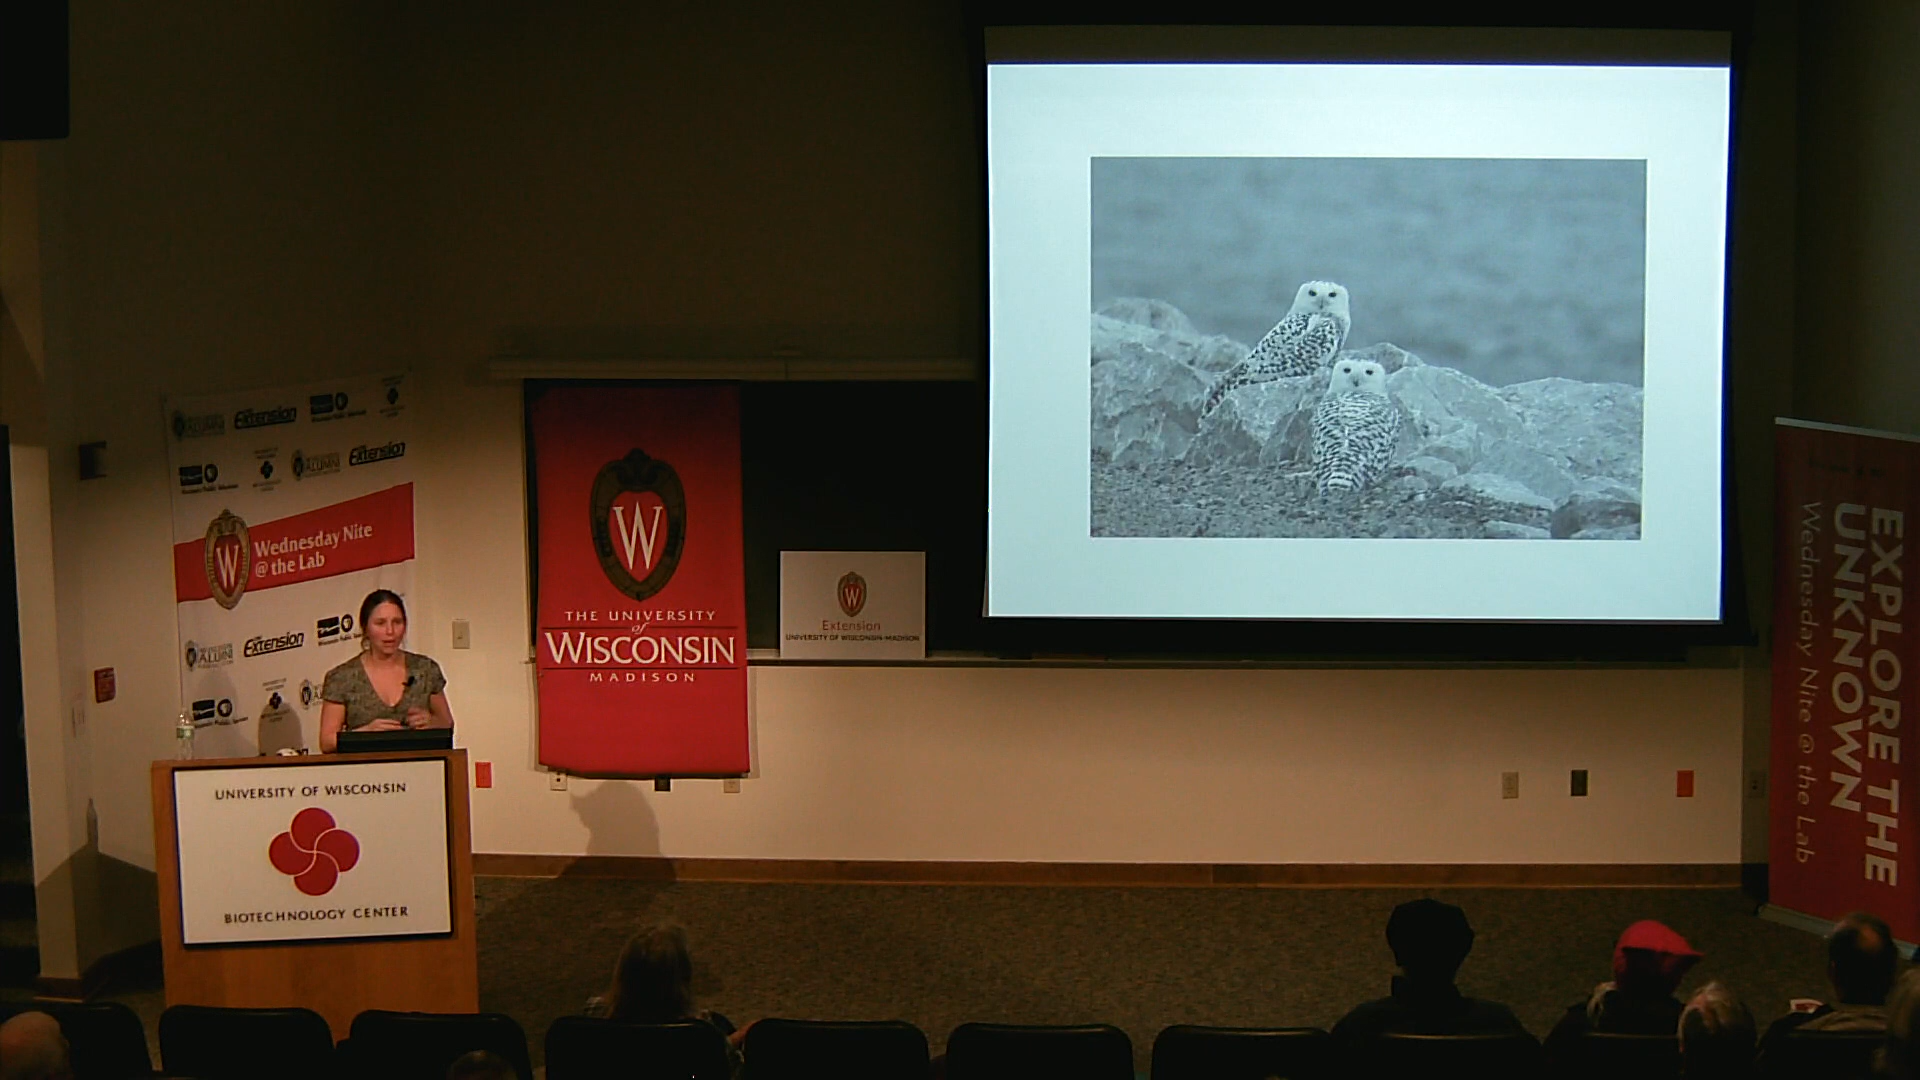 Extension
Extension
Wednesday Nite
@ the Lab
Extension
ALUMNI
W
W
THE UNIVERSITY
of
WISCONSIN
MADISON
W
Extension
UNIVERSITY OF WISCONSIN-MADISON
UNIVERSITY OF WISCONSIN
BIOTECHNOLOGY CENTER
EXPLORE THE
UNKNOWN
Wednesday Nite @ the Lab